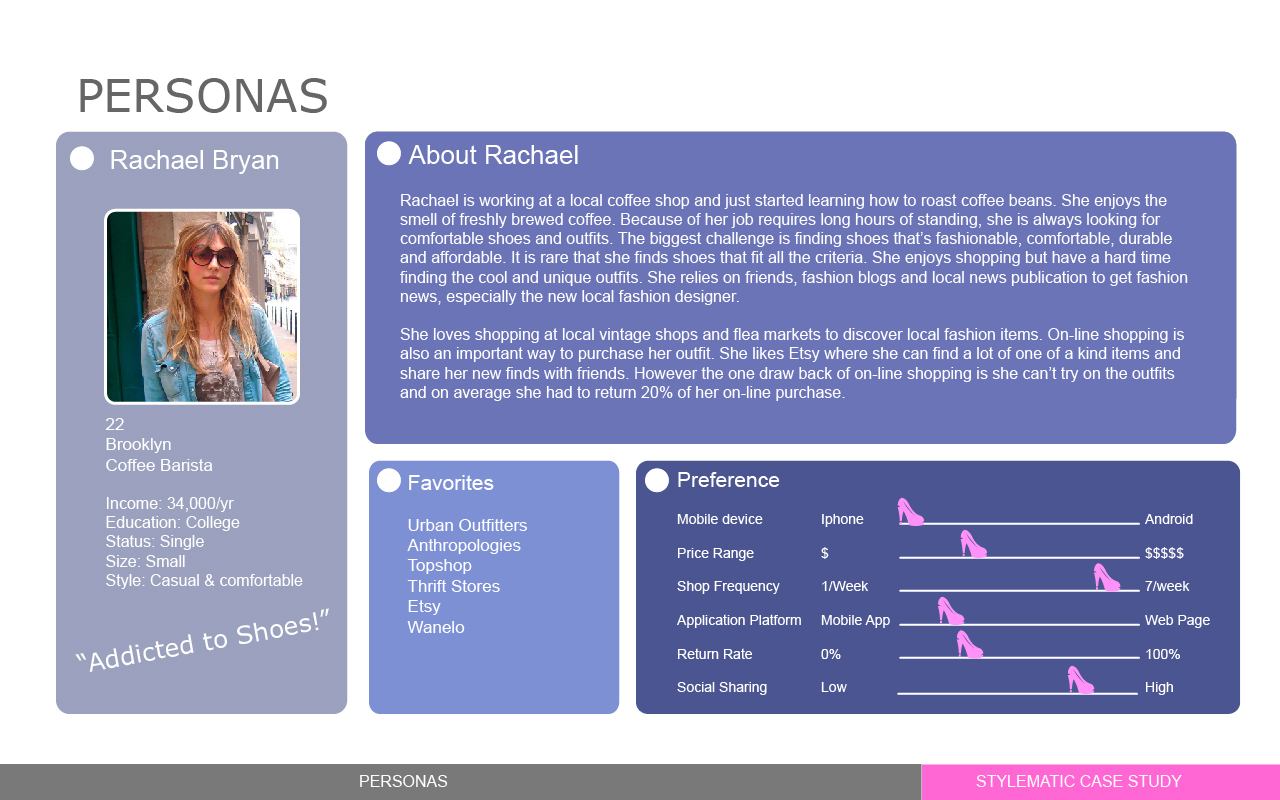 PERSONAS
Rachael Bryan
22
Brooklyn
Coffee Barista
Income: 34,000/yr
Education: College
Status: Single
Size: Small
Style: Casual & comfortable
“Addicted to Shoes!”
About Rachael
Rachael is working at a local coffee shop and just started learning how to roast coffee beans. She enjoys the
smell of freshly brewed coffee. Because of her job requires long hours of standing, she is always looking for
comfortable shoes and outfits. The biggest challenge is finding shoes that’s fashionable, comfortable, durable
and affordable. It is rare that she finds shoes that fit all the criteria. She enjoys shopping but have a hard time
finding the cool and unique outfits. She relies on friends, fashion blogs and local news publication to get fashion
news, especially the new local fashion designer.
She loves shopping at local vintage shops and flea markets to discover local fashion items. On-line shopping is
also an important way to purchase her outfit. She likes Etsy where she can find a lot of one of a kind items and
share her new finds with friends. However the one draw back of on-line shopping is she can’t try on the outfits
and on average she had to return 20% of her on-line purchase.
Favorites
Urban Outfitters
Anthropologies
Topshop
Thrift Stores
Etsy
Wanelo
Preference
Mobile device Iphone Android
Price Range $ $$$$$
Shop Frequency 1/Week 7/week
Application Platform Mobile App Web Page
Return Rate 0% 100%
Social Sharing Low High
PERSONAS
STYLEMATIC CASE STUDY